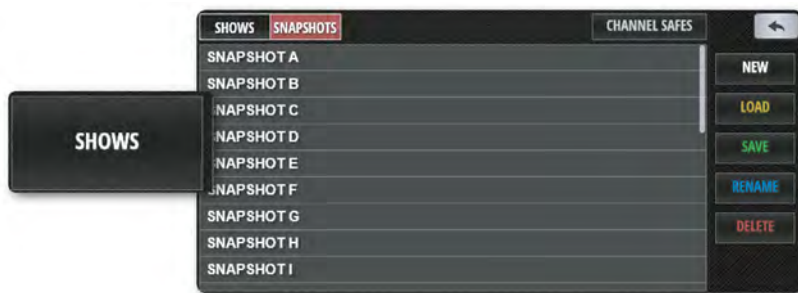 SHOWS SNAPSHOTS CHANNEL SAFES
SNAPSHOT A
SNAPSHOT B
SNAPSHOT C
SNAPSHOT D
SNAPSHOT E
SNAPSHOT F
SNAPSHOT G
SNAPSHOT H
SNAPSHOT I
NEW
LOAD
SAVE
RENAME
DELETE
SHOWS